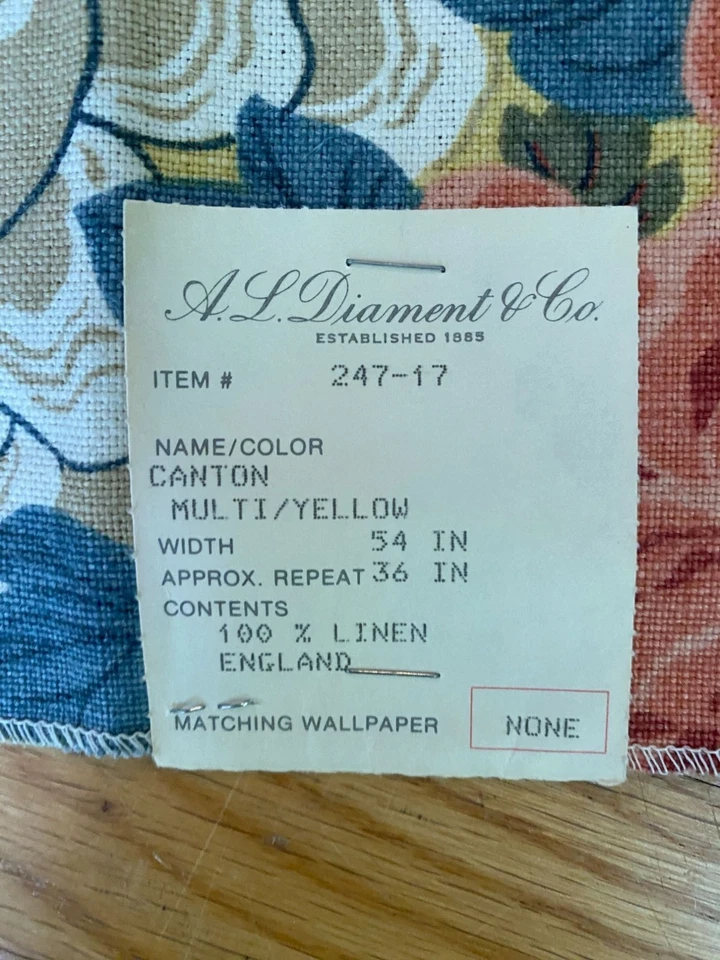 A.L. Diament & Co.
ESTABLISHED 1885
ITEM # 247-17
NAME/COLOR
CANTON
MULTI/YELLOW
WIDTH 54 IN
APPROX. REPEAT 36 IN
CONTENTS
100 % LINEN
ENGLAND
MATCHING WALLPAPER NONE